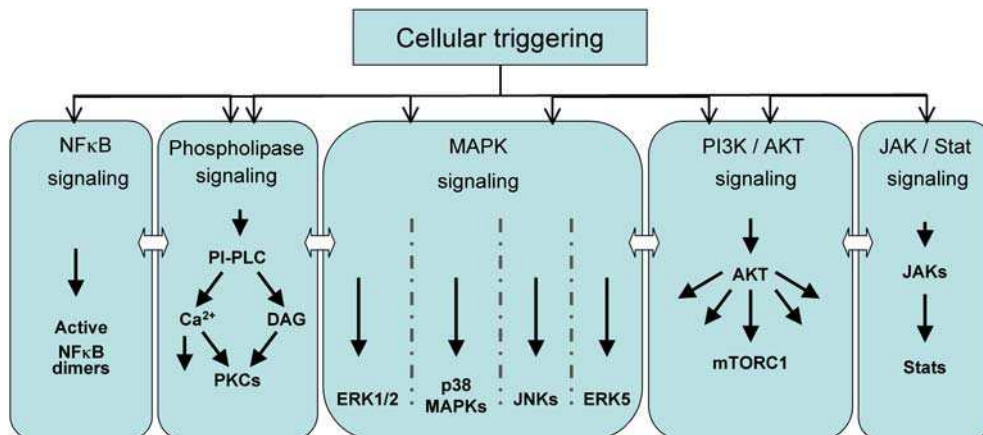 Cellular triggering
NFκB
signaling
Active
NFκB
dimers
Phospholipase
signaling
PI-PLC
Ca²⁺
DAG
PKCs
MAPK
signaling
ERK1/2
p38
MAPKs
JNKs
ERK5
PI3K / AKT
signaling
AKT
mTORC1
JAK / Stat
signaling
JAKs
Stats